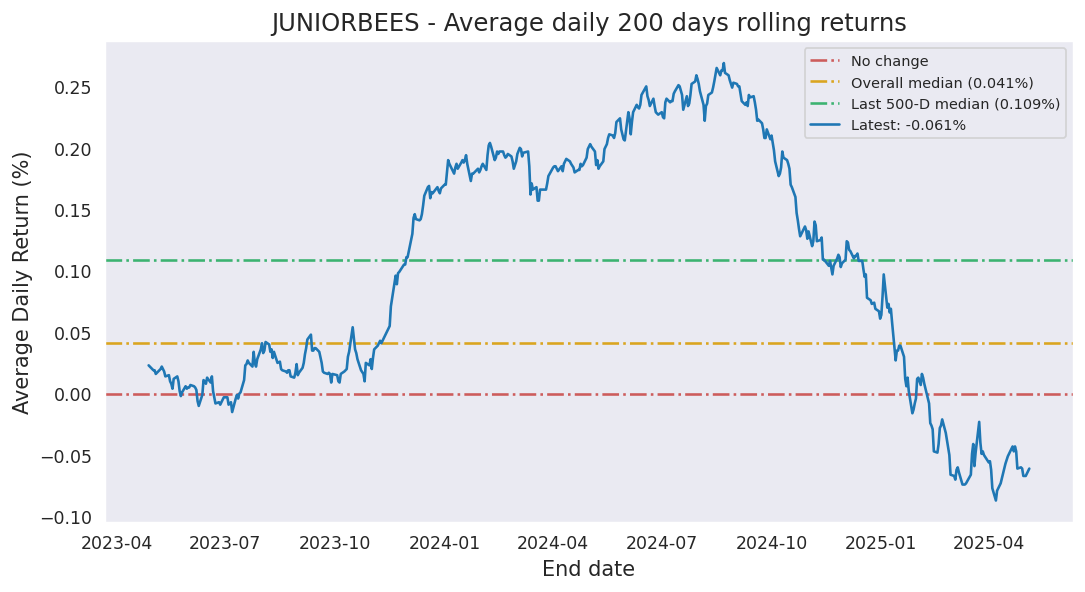 JUNIORBEES - Average daily 200 days rolling returns
No change
Overall median (0.041%)
Last 500-D median (0.109%)
Latest: -0.061%
Average Daily Return (%)
0.25
0.20
0.15
0.10
0.05
0.00
−0.05
−0.10
2023-04 2023-07 2023-10 2024-01 2024-04 2024-07 2024-10 2025-01 2025-04
End date